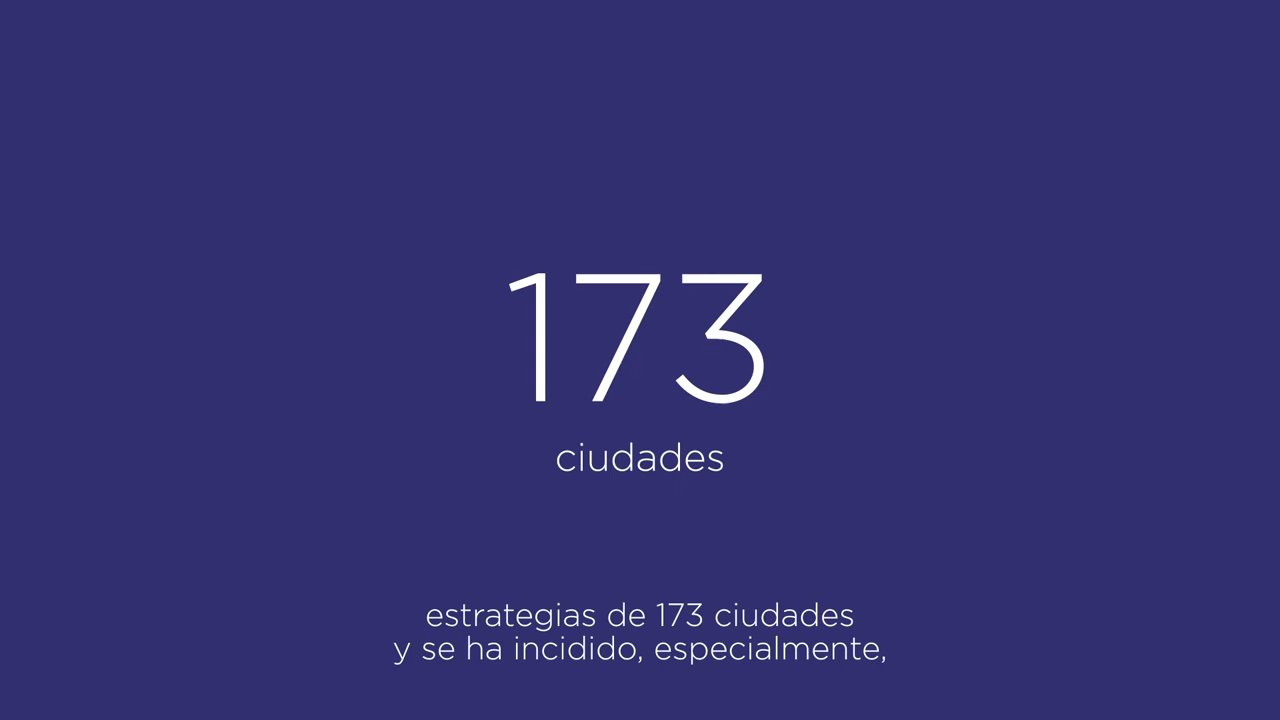 173
ciudades
estrategias de 173 ciudades
y se ha incidido, especialmente,